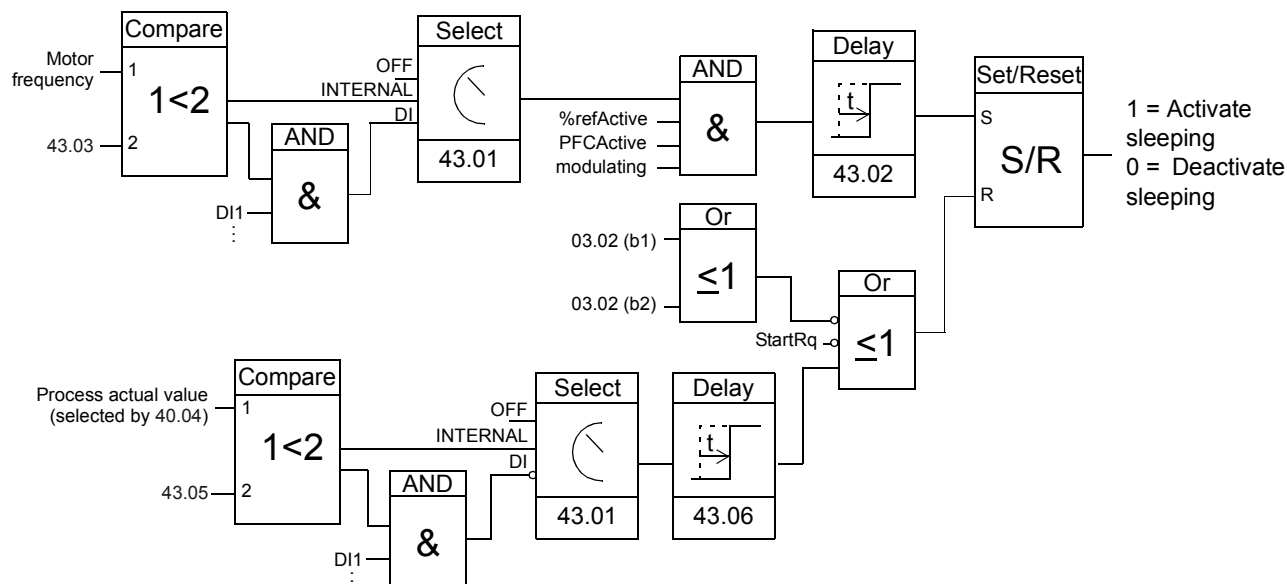 Compare
Motor
frequency
1
1<2
43.03
2
AND
&
DI1
⋮
OFF
INTERNAL
DI
Select
43.01
%refActive
PFCActive
modulating
AND
&
Delay
t
43.02
Set/Reset
S
S/R
R
1 = Activate
sleeping
0 = Deactivate
sleeping
03.02 (b1)
03.02 (b2)
Or
≤1
StartRq
Or
≤1
Compare
Process actual value
(selected by 40.04)
1
1<2
43.05
2
AND
&
DI1
⋮
OFF
INTERNAL
DI
Select
43.01
Delay
t
43.06